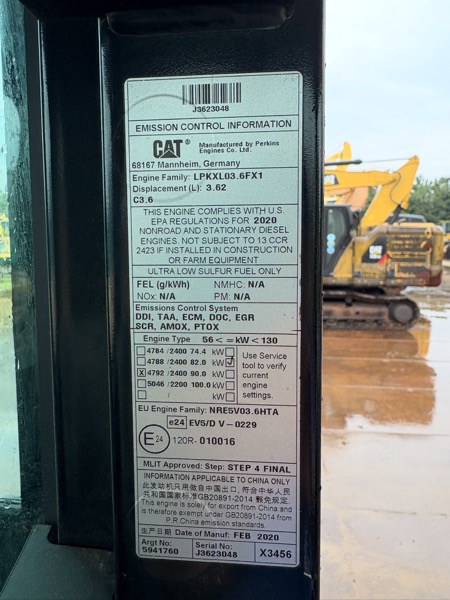 J3623048
EMISSION CONTROL INFORMATION
CAT Manufactured by Perkins
Engines Co. Ltd.
68167 Mannheim, Germany
Engine Family: LPKXL03.6FX1
Displacement (L): 3.62
C3.6
THIS ENGINE COMPLIES WITH U.S.
EPA REGULATIONS FOR 2020
NONROAD AND STATIONARY DIESEL
ENGINES. NOT SUBJECT TO 13 CCR
2423 IF INSTALLED IN CONSTRUCTION
OR FARM EQUIPMENT
ULTRA LOW SULFUR FUEL ONLY
FEL (g/kWh) NMHC: N/A
NOx: N/A PM: N/A
Emissions Control System
DDI, TAA, ECM, DOC, EGR
SCR, AMOX, PTOX
Engine Type 56 < = kW < 130
4784 / 2400 74.4 kW
4788 / 2400 82.0 kW
X 4792 / 2400 90.0 kW
5046 / 2200 100.0 kW
/ kW
Use Service
tool to verify
current
engine
settings.
EU Engine Family: NRE5V03.6HTA
e24 EV5/D V-0229
E24 120R-010016
MLIT Approved: Step: STEP 4 FINAL
INFORMATION APPLICABLE TO CHINA ONLY
此发动机只用做自中国出口，符合中华人民
共和国国家标准GB20891-2014 豁免规定.
This engine is solely for export from China and
is therefore exempt under GB20891-2014 from
P.R.China emission standards.
生产日期 Date of Manuf: FEB 2020
Argt No:
5941760
Serial No:
J3623048
X3456
CAT